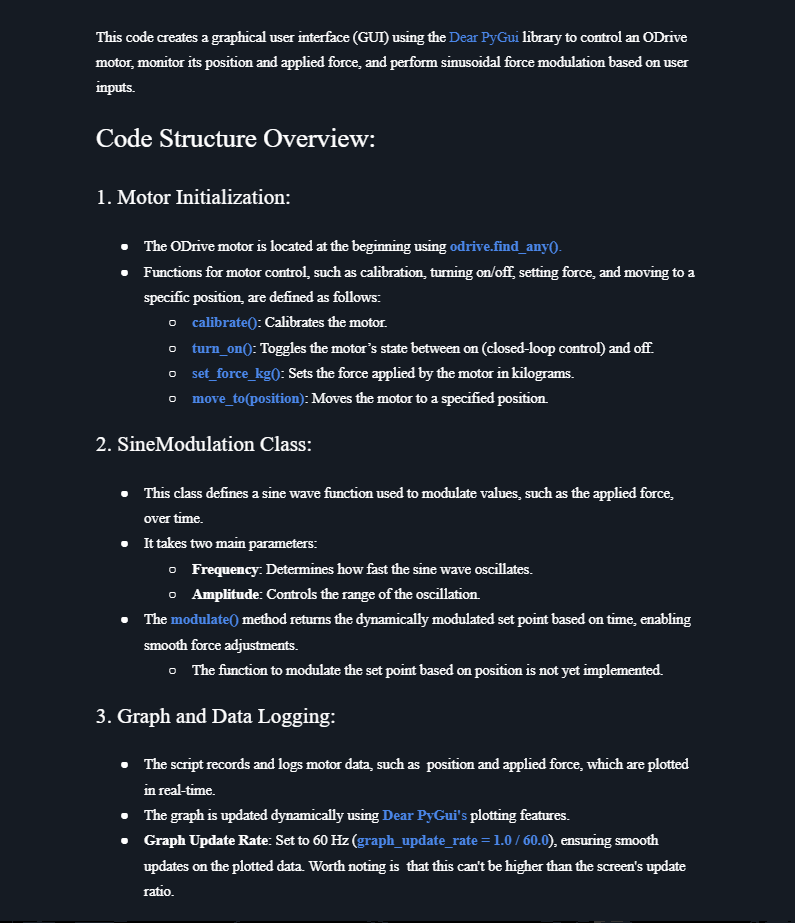 This code creates a graphical user interface (GUI) using the Dear PyGui library to control an ODrive
motor, monitor its position and applied force, and perform sinusoidal force modulation based on user
inputs.
Code Structure Overview:
1. Motor Initialization:
● The ODrive motor is located at the beginning using odrive.find_any().
● Functions for motor control, such as calibration, turning on/off, setting force, and moving to a
specific position, are defined as follows:
○ calibrate(): Calibrates the motor.
○ turn_on(): Toggles the motor’s state between on (closed-loop control) and off.
○ set_force_kg(): Sets the force applied by the motor in kilograms.
○ move_to(position): Moves the motor to a specified position.
2. SineModulation Class:
● This class defines a sine wave function used to modulate values, such as the applied force,
over time.
● It takes two main parameters:
○ Frequency: Determines how fast the sine wave oscillates.
○ Amplitude: Controls the range of the oscillation.
● The modulate() method returns the dynamically modulated set point based on time, enabling
smooth force adjustments.
○ The function to modulate the set point based on position is not yet implemented.
3. Graph and Data Logging:
● The script records and logs motor data, such as  position and applied force, which are plotted
in real-time.
● The graph is updated dynamically using Dear PyGui's plotting features.
● Graph Update Rate: Set to 60 Hz (graph_update_rate = 1.0 / 60.0), ensuring smooth
updates on the plotted data. Worth noting is  that this can't be higher than the screen's update
ratio.